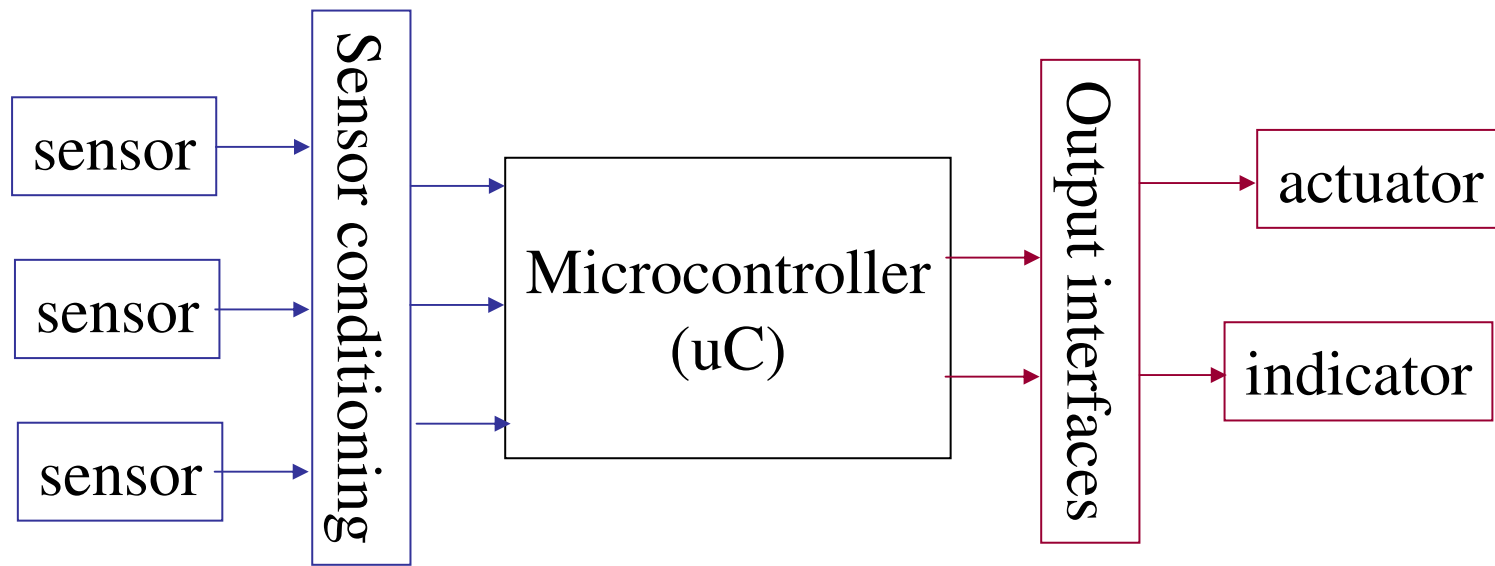 sensor
sensor
sensor
Sensor conditioning
Microcontroller
(uC)
Output interfaces
actuator
indicator